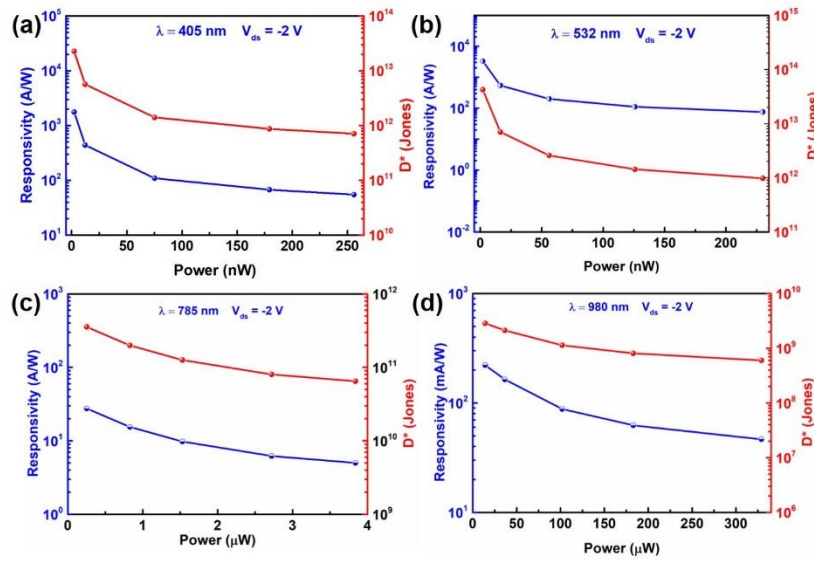 (a)
λ = 405 nm V_ds = -2 V
Responsivity (A/W)
10^5
10^4
10^3
10^2
10^1
D* (Jones)
10^14
10^13
10^12
10^11
10^10
0 50 100 150 200 250
Power (nW)
(b)
λ = 532 nm V_ds = -2 V
Responsivity (A/W)
10^4
10^2
10^0
10^-2
D* (Jones)
10^15
10^14
10^13
10^12
10^11
0 50 100 150 200
Power (nW)
(c)
λ = 785 nm V_ds = -2 V
Responsivity (A/W)
10^3
10^2
10^1
10^0
D* (Jones)
10^12
10^11
10^10
10^9
0 1 2 3 4
Power (μW)
(d)
λ = 980 nm V_ds = -2 V
Responsivity (mA/W)
10^3
10^2
10^1
D* (Jones)
10^10
10^9
10^8
10^7
10^6
0 50 100 150 200 250 300
Power (μW)